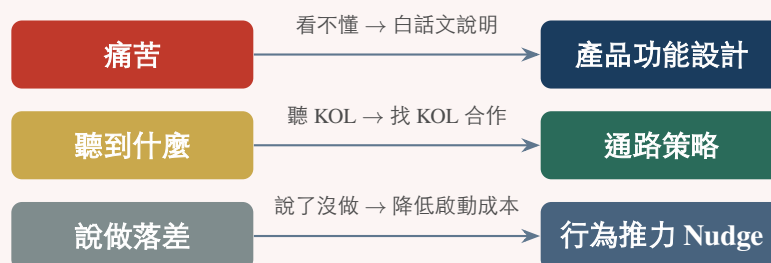 痛苦
看不懂 → 白話文說明
產品功能設計
聽到什麼
聽 KOL → 找 KOL 合作
通路策略
說做落差
說了沒做 → 降低啟動成本
行為推力 Nudge